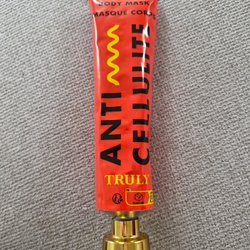 BODY MASK
MASQUE CORPS
ANTI
CELLULITE
TRULY